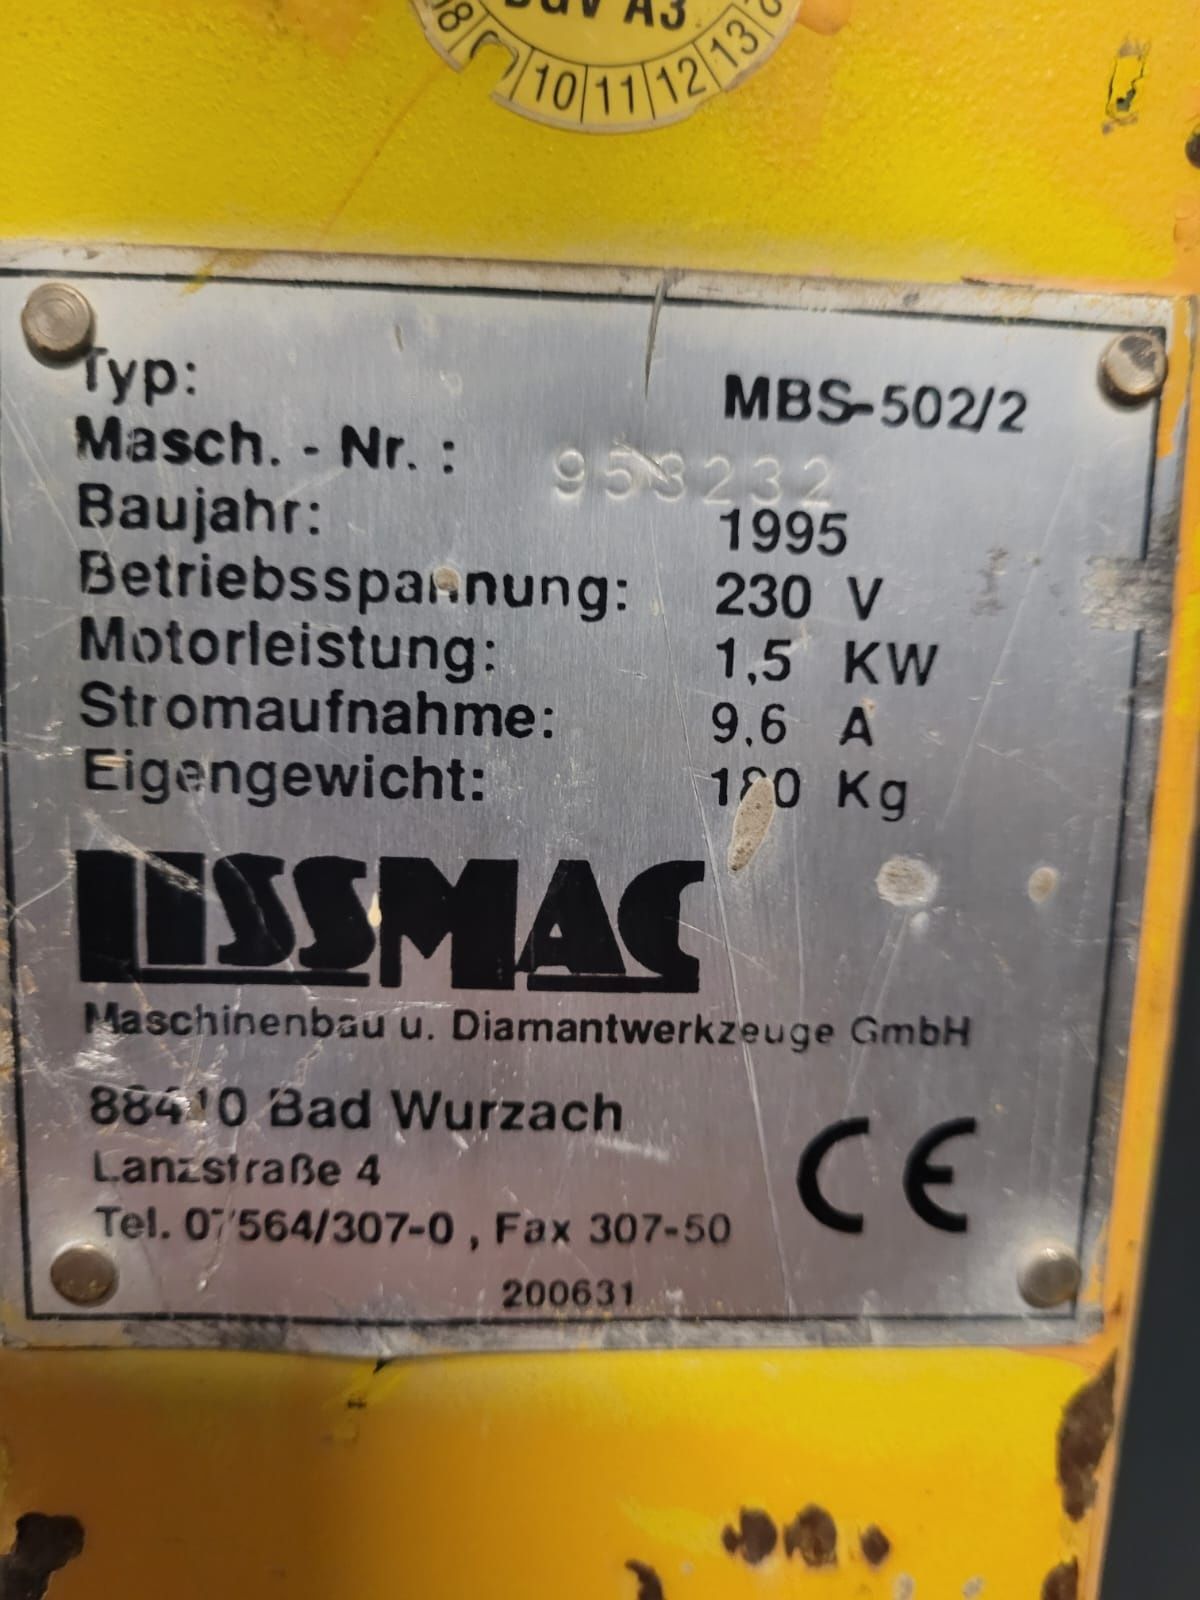 BGV A3
08 10 11 12 13
Typ: MBS-502/2
Masch. - Nr. : 953232
Baujahr: 1995
Betriebsspannung: 230 V
Motorleistung: 1,5 KW
Stromaufnahme: 9,6 A
Eigengewicht: 180 Kg
LISSMAC
Maschinenbau u. Diamantwerkzeuge GmbH
88410 Bad Wurzach
Lanzstraße 4
Tel. 07564/307-0 , Fax 307-50
CE
200631